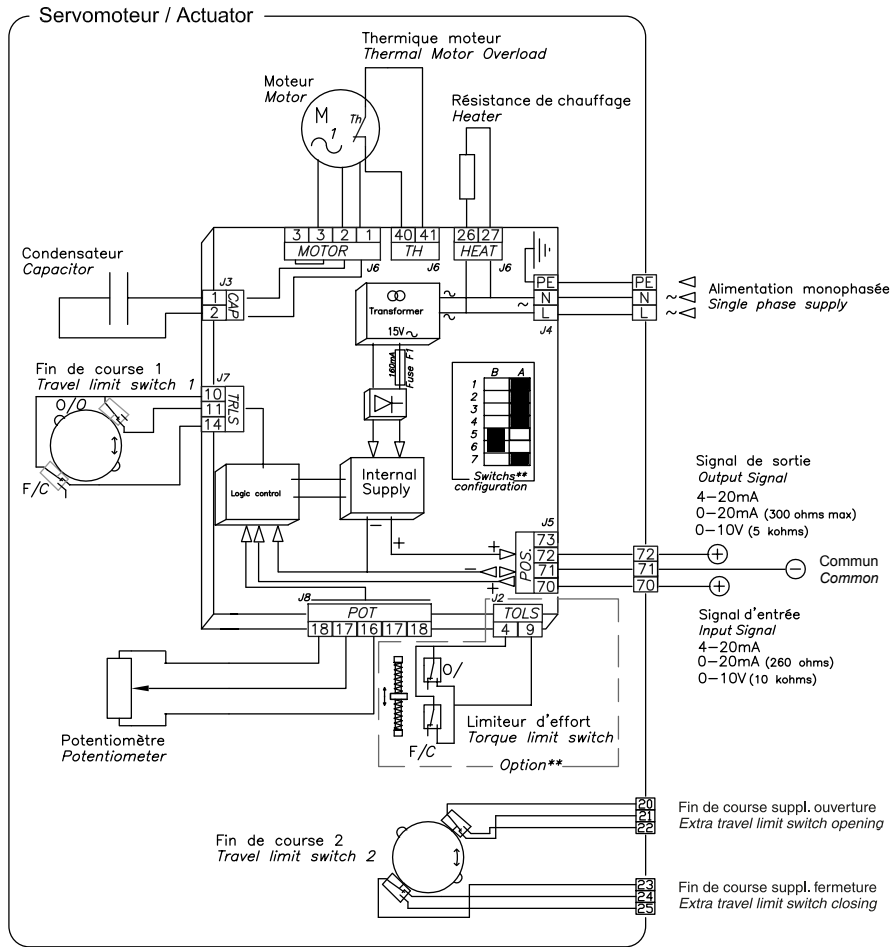 Servomoteur / Actuator
Thermique moteur
Thermal Motor Overload
Moteur
Motor
M
1
Th
Résistance de chauffage
Heater
3 3 2 1
MOTOR
J6
40 41
TH
J6
26 27
HEAT
J6
Condensateur
Capacitor
J3
1
2
CAP
PE
N
L
J4
PE
N
L
~
~
~
~
~
Alimentation monophasée
Single phase supply
Transformer
15V ~
160mA
Fuse F1
Fin de course 1
Travel limit switch 1
O/O
F/C
J7
10
11
14
TRLS
B A
1
2
3
4
5
6
7
Switchs**
configuration
Logic control
Internal
Supply
−
+
J5
73
72
71
70
POS.
+
−
+
72
71
70
+
−
+
Signal de sortie
Output Signal
4−20mA
0−20mA (300 ohms max)
0−10V (5 kohms)
Commun
Common
Signal d'entrée
Input Signal
4−20mA
0−20mA (260 ohms)
0−10V (10 kohms)
J8
POT
18 17 16 17 18
J2
TOLS
4 9
O/
F/C
Limiteur d'effort
Torque limit switch
Option**
Potentiomètre
Potentiometer
Fin de course 2
Travel limit switch 2
20
21
22
Fin de course suppl. ouverture
Extra travel limit switch opening
23
24
25
Fin de course suppl. fermeture
Extra travel limit switch closing